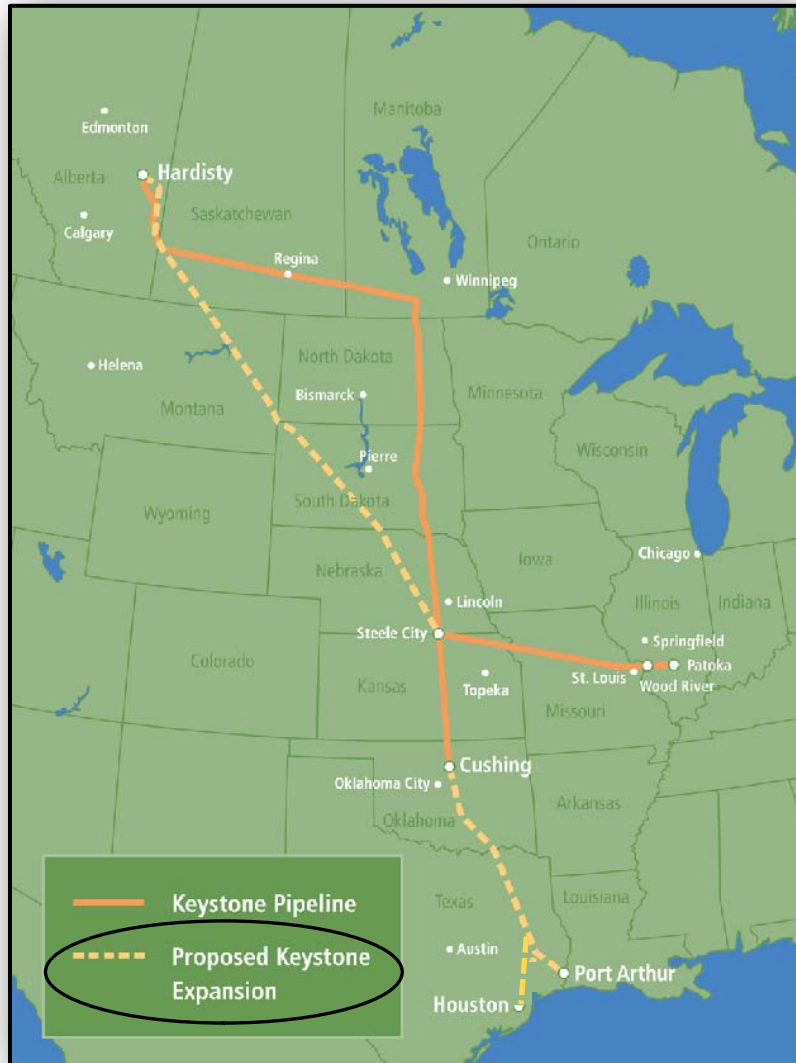 Manitoba
Edmonton
Hardisty
Alberta
Saskatchewan
Calgary
Ontario
Regina
Winnipeg
North Dakota
Helena
Minnesota
Bismarck
Montana
Wisconsin
Pierre
South Dakota
Wyoming
Iowa
Chicago
Nebraska
Illinois
Indiana
Lincoln
Steele City
Springfield
Colorado
Patoka
St. Louis
Wood River
Kansas
Topeka
Missouri
Cushing
Oklahoma City
Arkansas
Oklahoma
Texas
Louisiana
Keystone Pipeline
Austin
Proposed Keystone
Expansion
Port Arthur
Houston